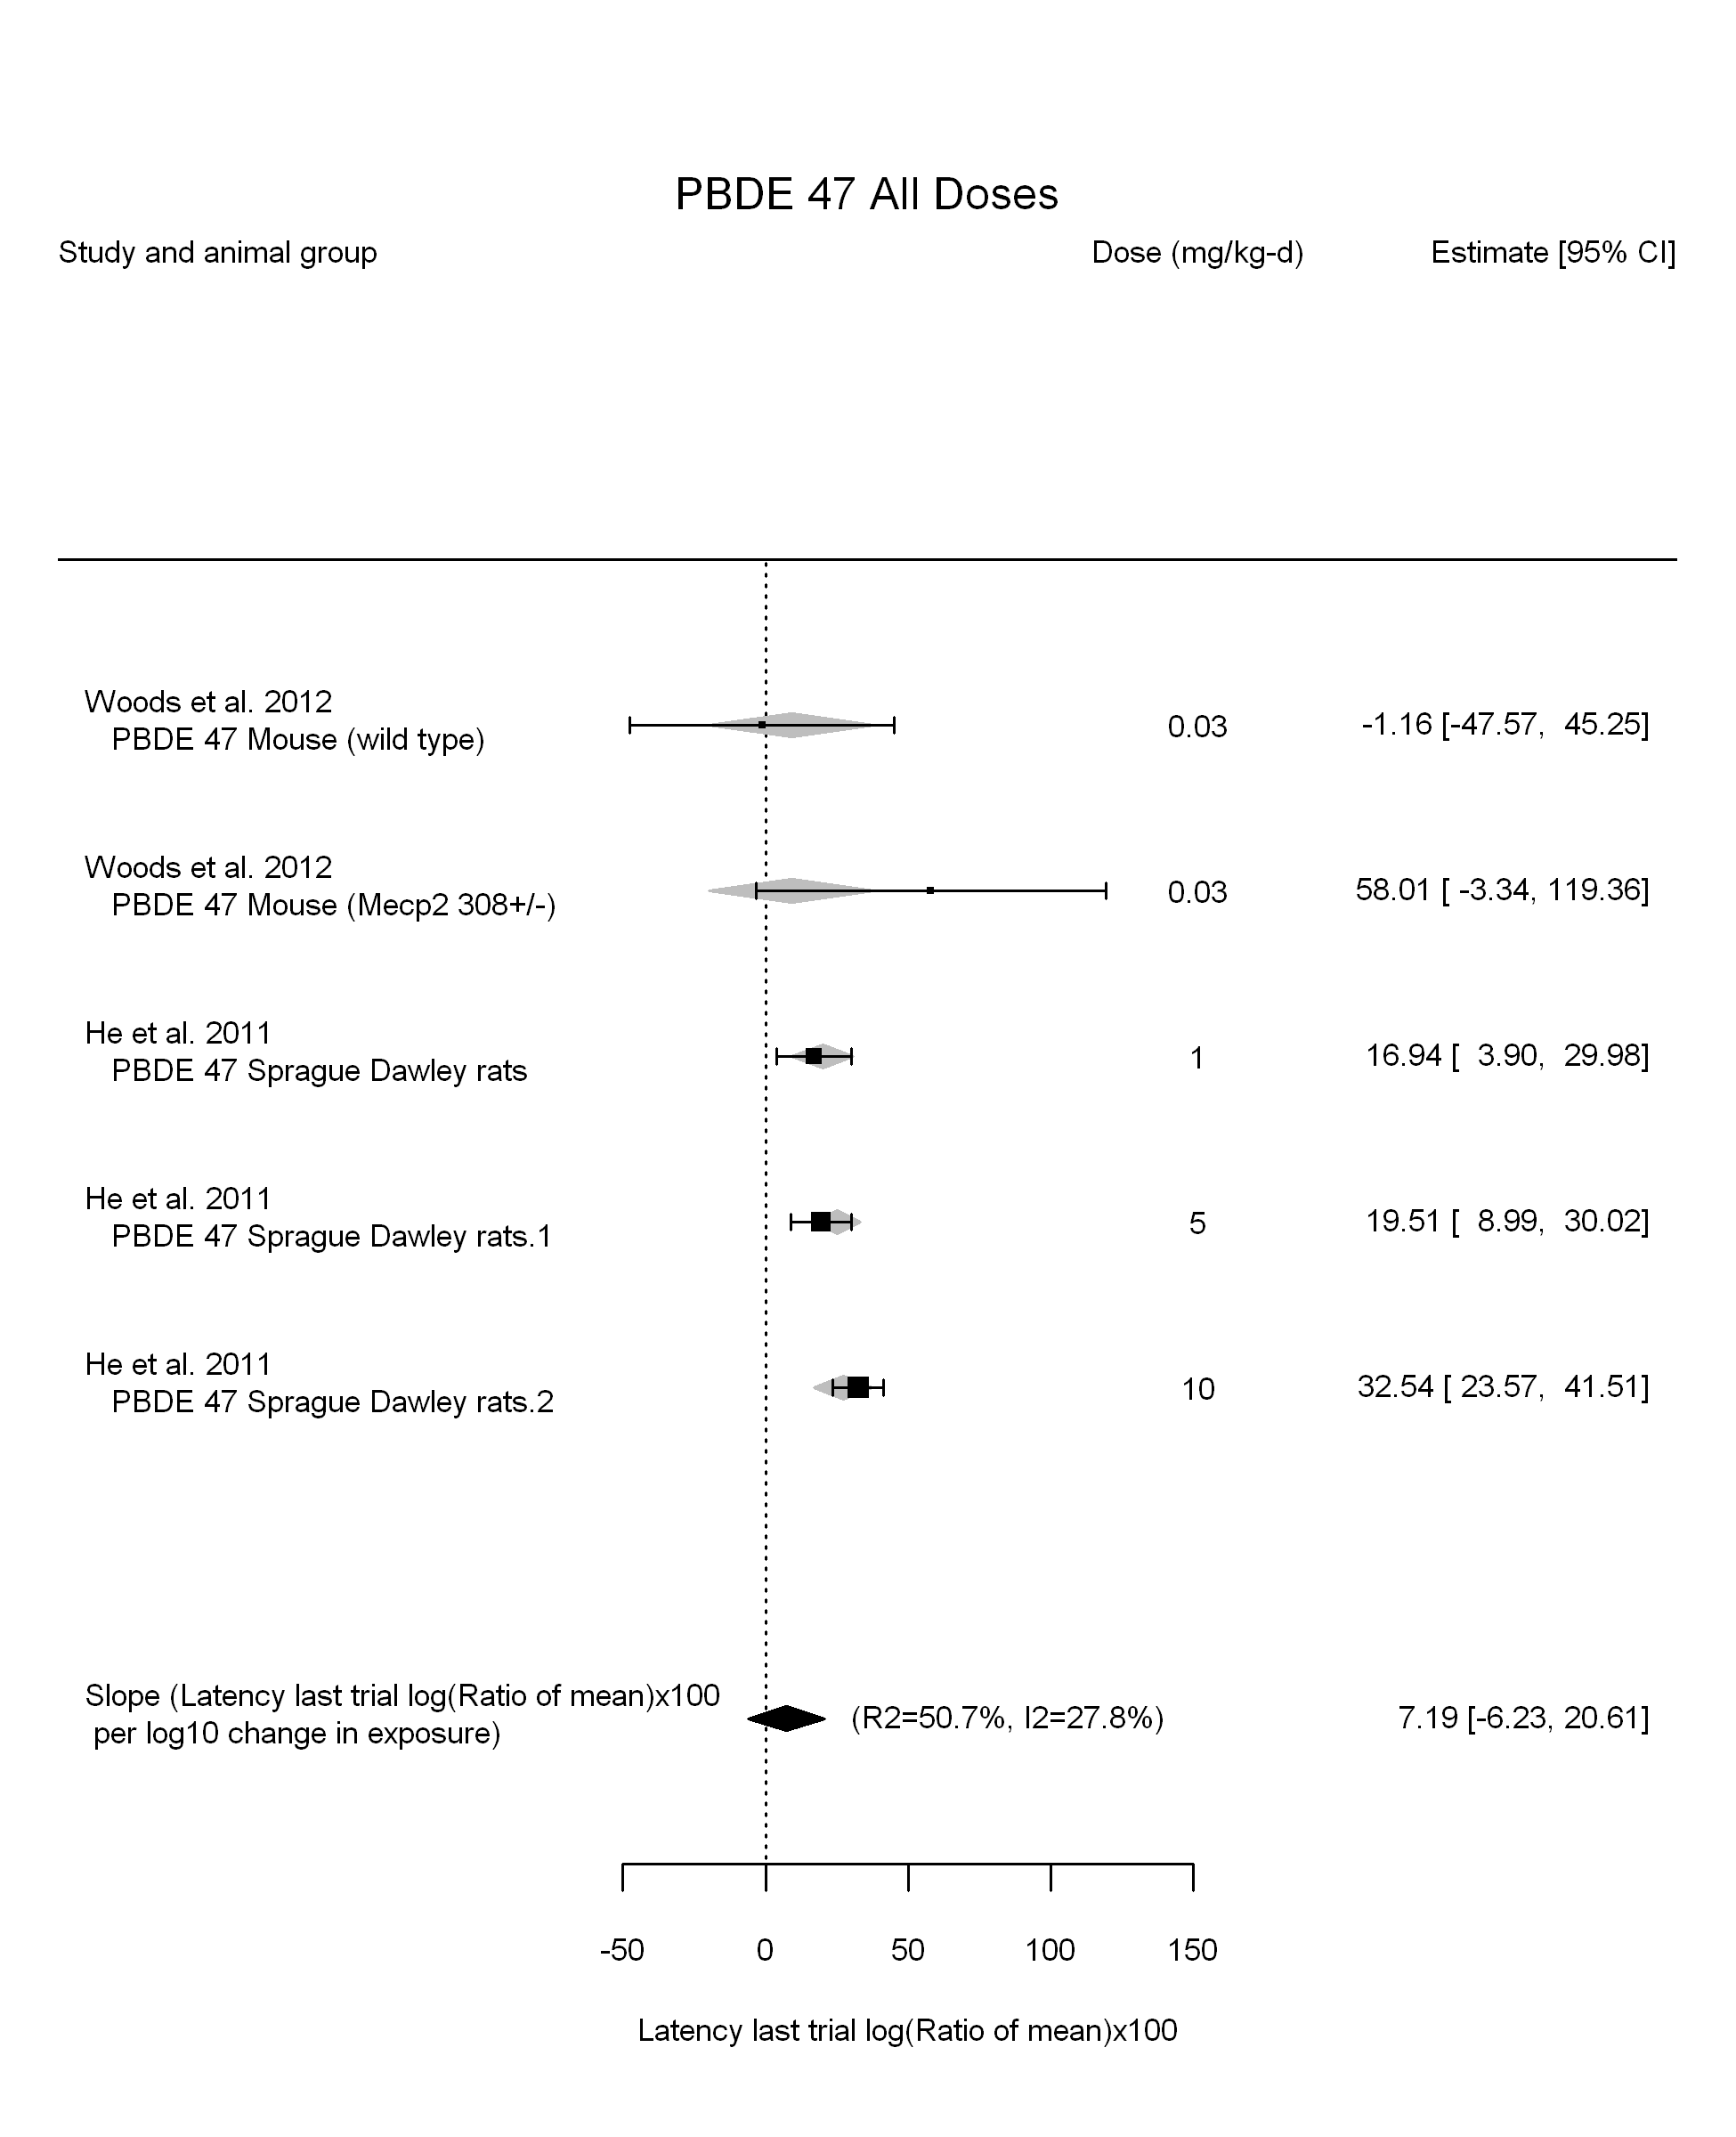 PBDE 47 All Doses
Study and animal group Dose (mg/kg-d) Estimate [95% CI]
Woods et al. 2012
PBDE 47 Mouse (wild type) 0.03 -1.16 [-47.57, 45.25]
Woods et al. 2012
PBDE 47 Mouse (Mecp2 308+/-) 0.03 58.01 [ -3.34, 119.36]
He et al. 2011
PBDE 47 Sprague Dawley rats 1 16.94 [ 3.90, 29.98]
He et al. 2011
PBDE 47 Sprague Dawley rats.1 5 19.51 [ 8.99, 30.02]
He et al. 2011
PBDE 47 Sprague Dawley rats.2 10 32.54 [ 23.57, 41.51]
Slope (Latency last trial log(Ratio of mean)x100
per log10 change in exposure) (R2=50.7%, I2=27.8%) 7.19 [-6.23, 20.61]
-50 0 50 100 150
Latency last trial log(Ratio of mean)x100